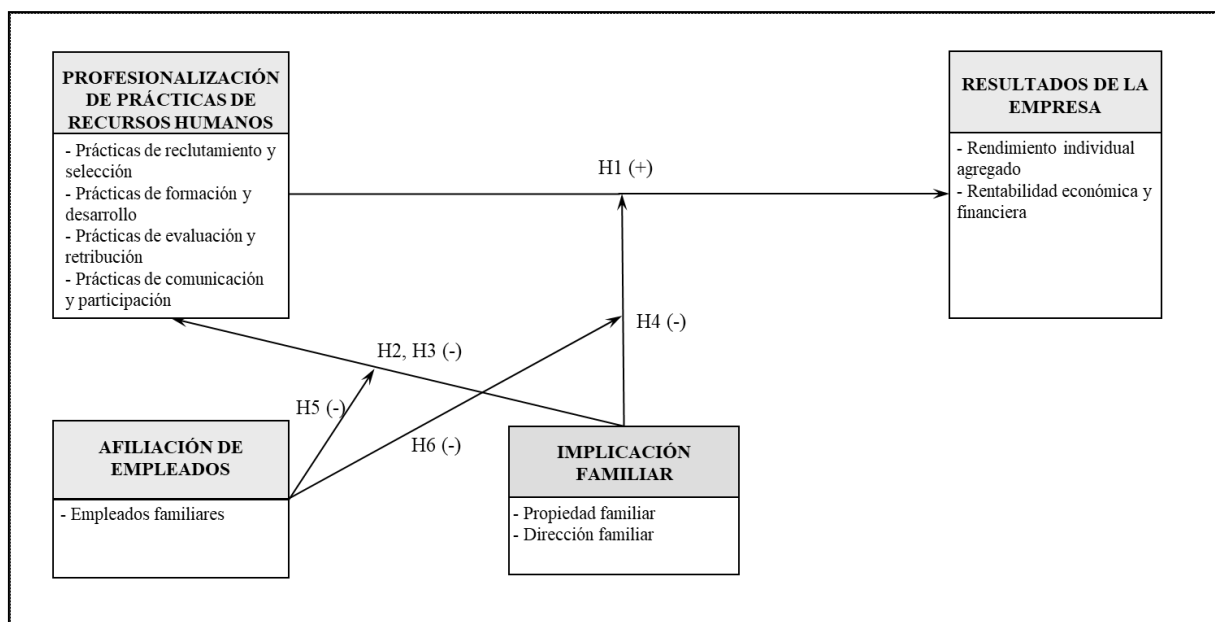 PROFESIONALIZACIÓN
DE PRÁCTICAS DE
RECURSOS HUMANOS
- Prácticas de reclutamiento y
selección
- Prácticas de formación y
desarrollo
- Prácticas de evaluación y
retribución
- Prácticas de comunicación
y participación
H1 (+)
RESULTADOS DE LA
EMPRESA
- Rendimiento individual
agregado
- Rentabilidad económica y
financiera
H2, H3 (-)
H4 (-)
H5 (-)
H6 (-)
AFILIACIÓN DE
EMPLEADOS
- Empleados familiares
IMPLICACIÓN
FAMILIAR
- Propiedad familiar
- Dirección familiar